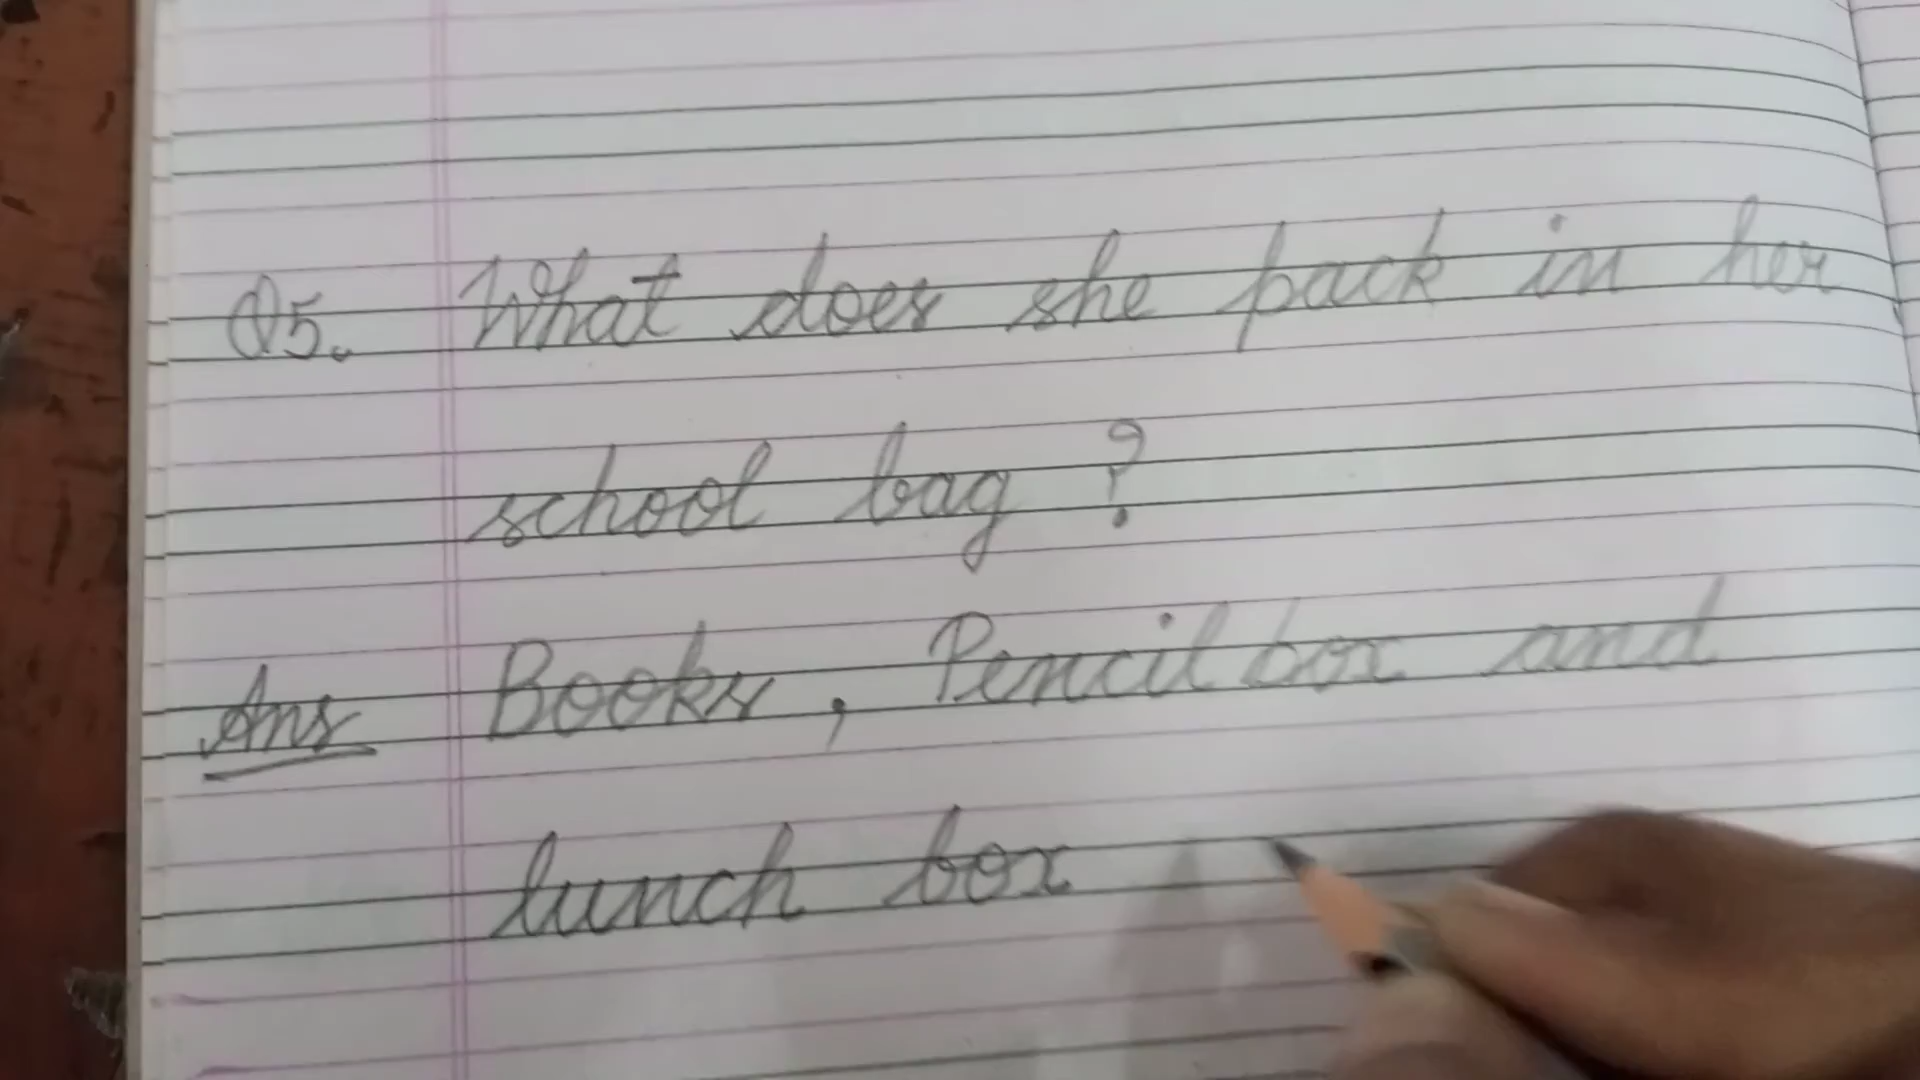 Q5. What does she pack in her
school bag ?
Ans Books, Pencil box and
lunch box